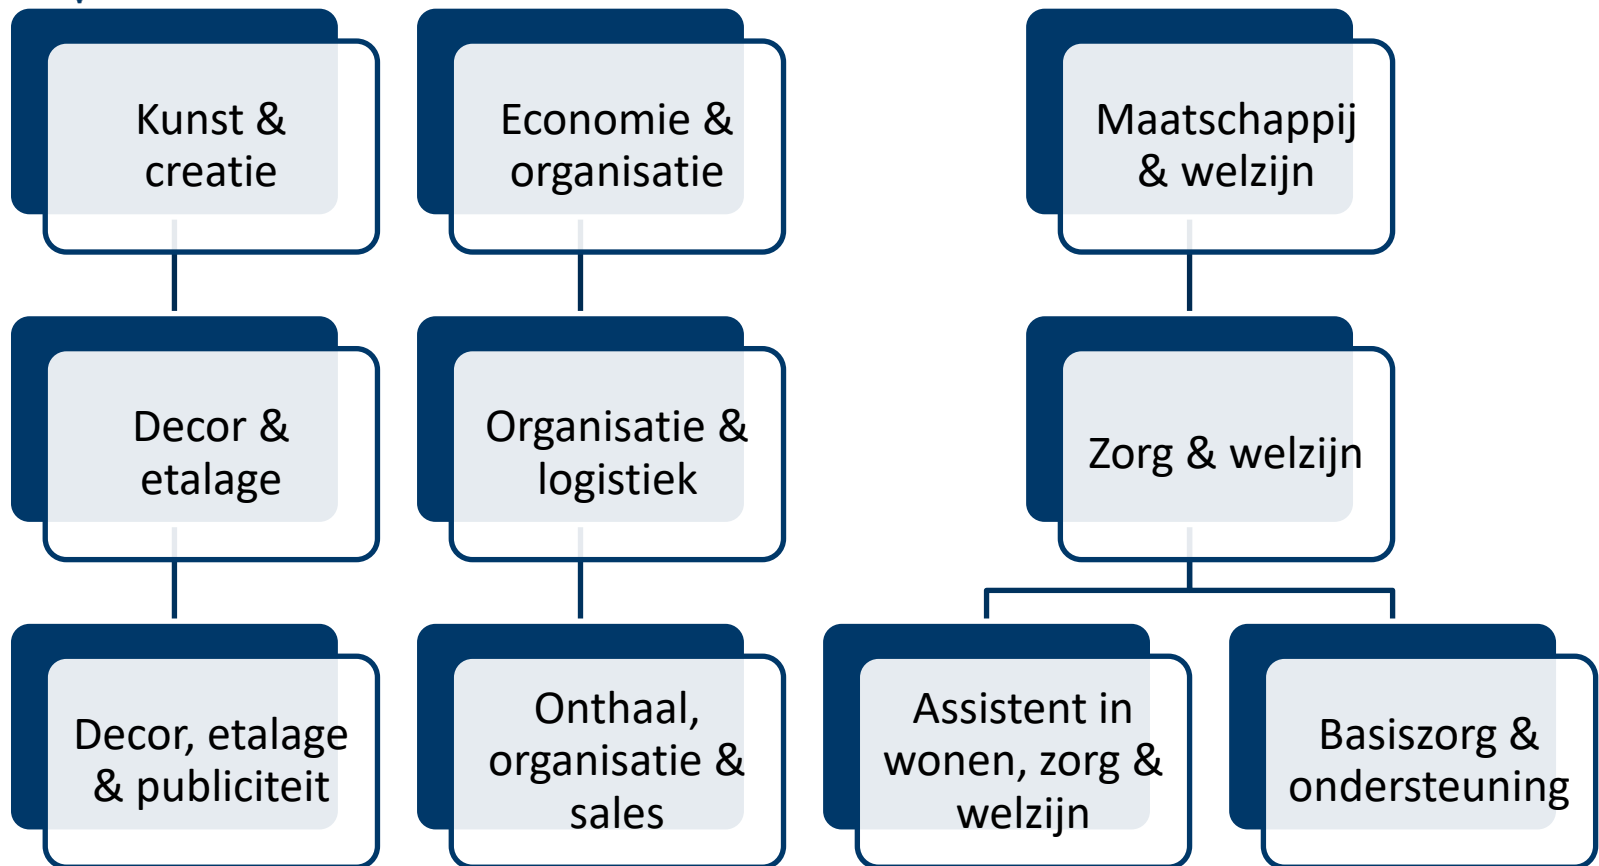 Kunst &
creatie
Economie &
organisatie
Maatschappij
& welzijn
Decor &
etalage
Organisatie &
logistiek
Zorg & welzijn
Decor, etalage
& publiciteit
Onthaal,
organisatie &
sales
Assistent in
wonen, zorg &
welzijn
Basiszorg &
ondersteuning